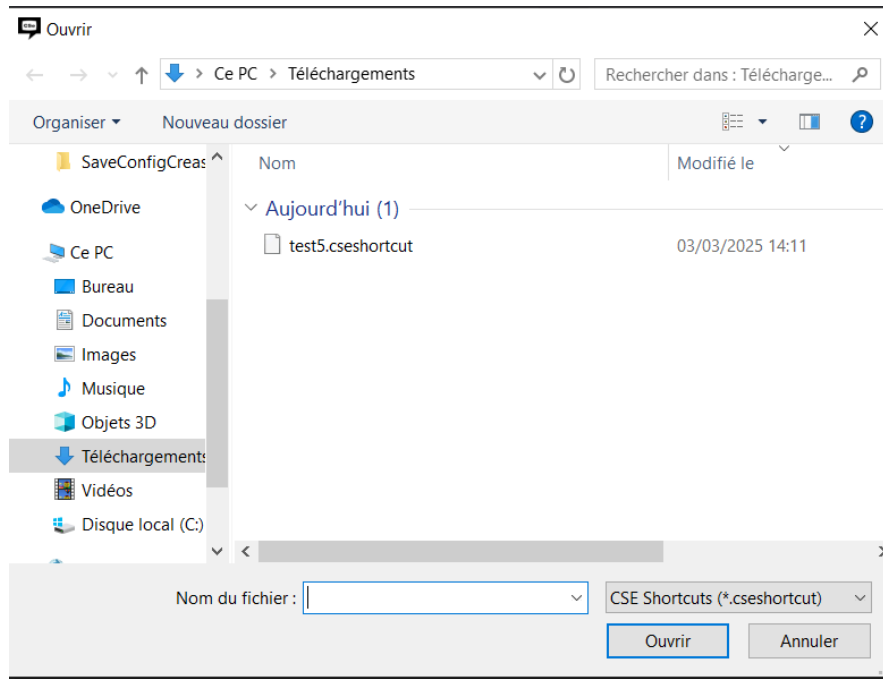 Ouvrir
Ce PC > Téléchargements
Rechercher dans : Télécharge...
Organiser
Nouveau dossier
SaveConfigCreas
OneDrive
Ce PC
Bureau
Documents
Images
Musique
Objets 3D
Téléchargements
Vidéos
Disque local (C:)
Nom
Modifié le
Aujourd'hui (1)
test5.cseshortcut
03/03/2025 14:11
Nom du fichier :
CSE Shortcuts (*.cseshortcut)
Ouvrir
Annuler